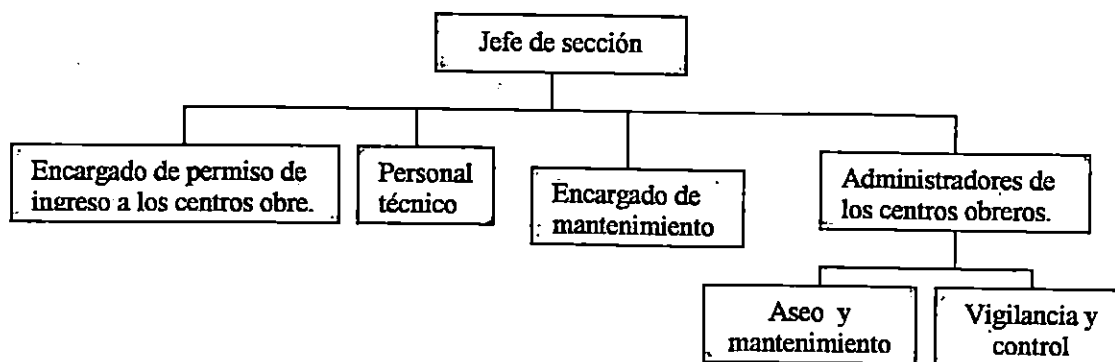 Jefe de sección
Encargado de permiso de
ingreso a los centros obre.
Personal
técnico
Encargado de
mantenimiento
Administradores de
los centros obreros.
Aseo y
mantenimiento
Vigilancia y
control